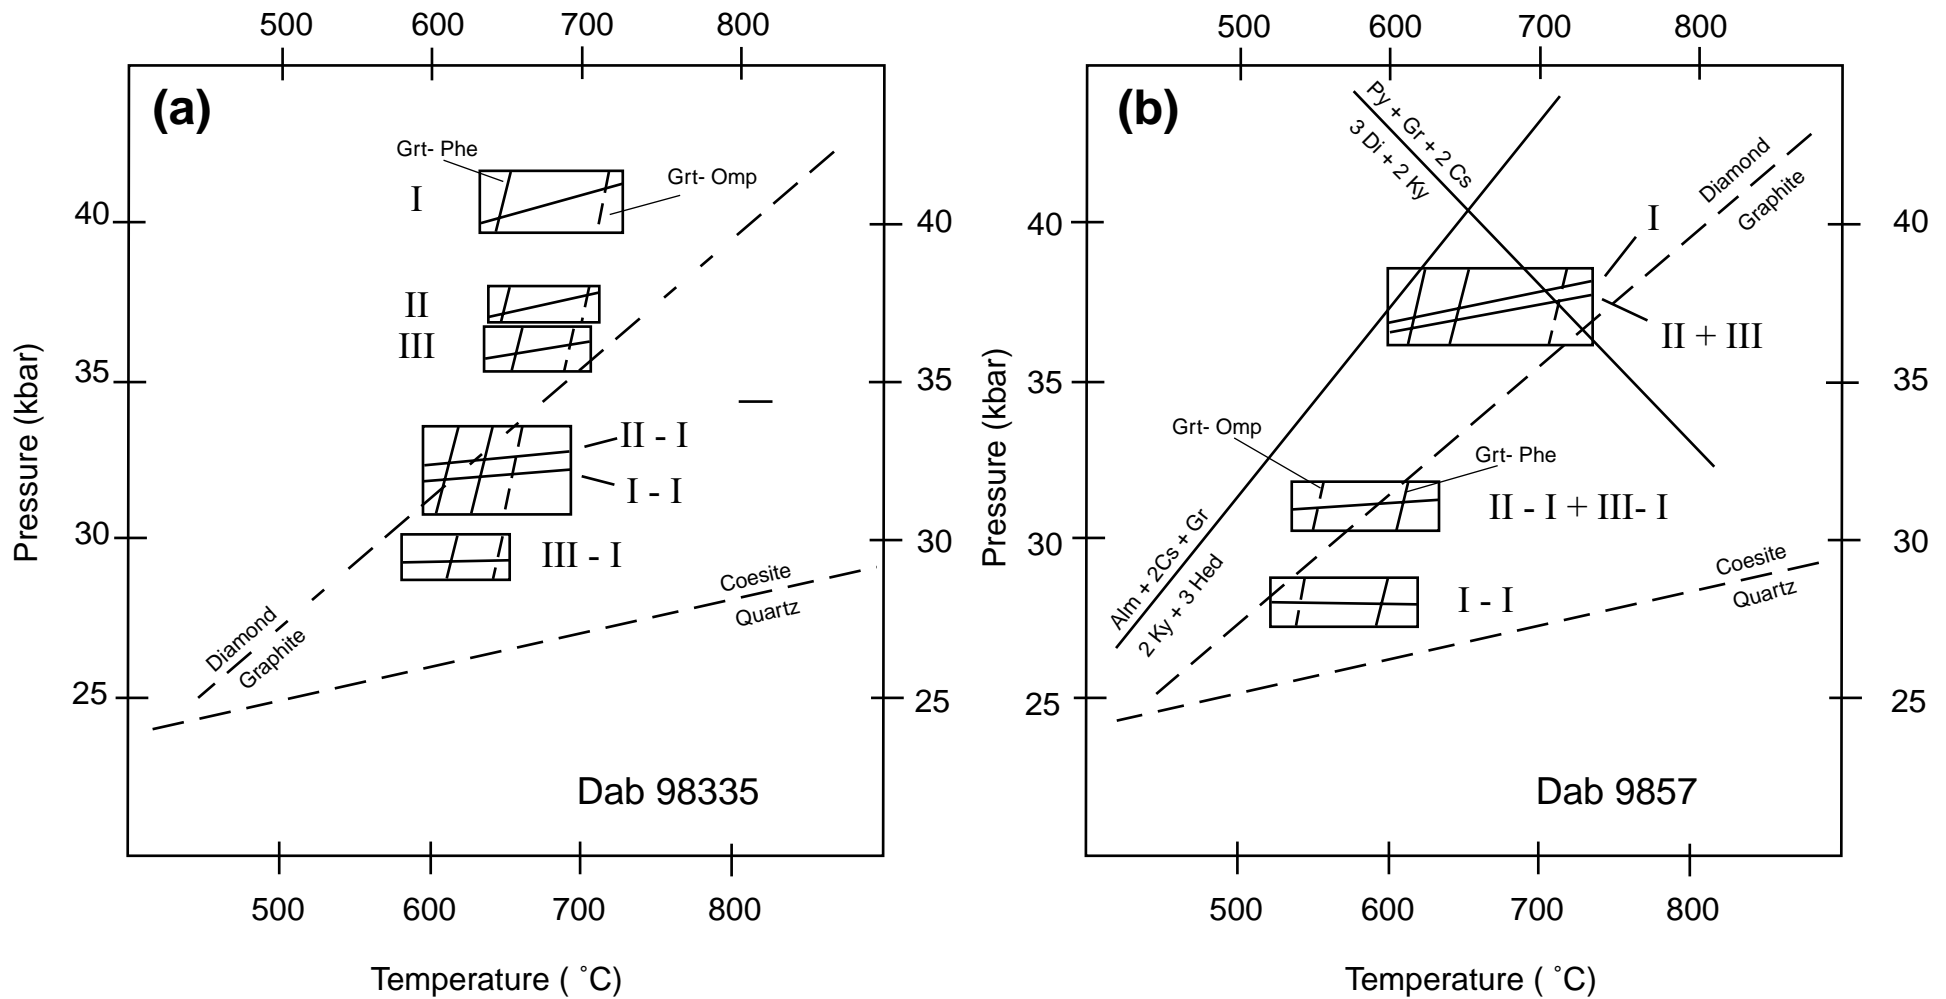 500 600 700 800
(a)
Grt- Phe
I
Grt- Omp
40
40
II
III
35
35
II - I
I - I
30
30
III - I
Coesite
Quartz
Diamond
Graphite
25
25
Dab 98335
500 600 700 800
Temperature ( ˚C)
Pressure (kbar)
500 600 700 800
(b)
Py + Gr + 2 Cs
3 Di + 2 Ky
Diamond
Graphite
I
40
40
II + III
35
35
Grt- Omp
Grt- Phe
II - I + III- I
Alm + 2Cs + Gr
2 Ky + 3 Hed
30
30
Coesite
Quartz
I - I
25
25
Dab 9857
500 600 700 800
Temperature ( ˚C)
Pressure (kbar)